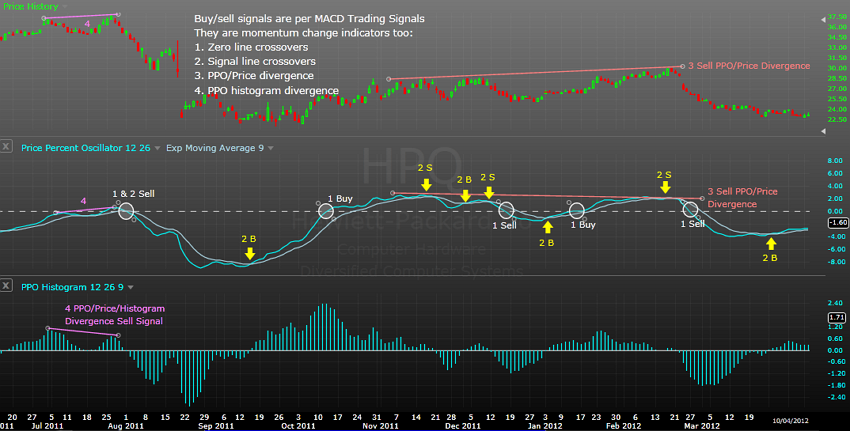 Price History
Buy/sell signals are per MACD Trading Signals
They are momentum change indicators too:
1. Zero line crossovers
2. Signal line crossovers
3. PPO/Price divergence
4. PPO histogram divergence
4
3 Sell PPO/Price Divergence
37.50
36.00
34.50
33.00
31.50
30.00
28.50
27.00
25.50
24.00
22.50
X
Price Percent Oscillator 12 26
Exp Moving Average 9
HPQ
4
1 & 2 Sell
1 Buy
2 S
2 B
2 S
2 S
3 Sell PPO/Price
Divergence
2 B
1 Sell
2 B
1 Buy
1 Sell
2 B
Computer Systems
8.00
6.00
4.00
2.00
0.00
-1.60
-4.00
-6.00
-8.00
X
PPO Histogram 12 26 9
4 PPO/Price/Histogram
Divergence Sell Signal
2.40
1.71
1.20
0.60
0.00
-0.60
-1.20
-1.80
-2.40
20 27 5 11 18 25 1 8 15 22 29 6 12 19 26 3 10 17 24 31 7 14 21 28 5 12 19 27 3 9 17 23 30 6 13 21 27 5 12 19
011 Jul 2011 Aug 2011 Sep 2011 Oct 2011 Nov 2011 Dec 2011 Jan 2012 Feb 2012 Mar 2012
10/04/2012